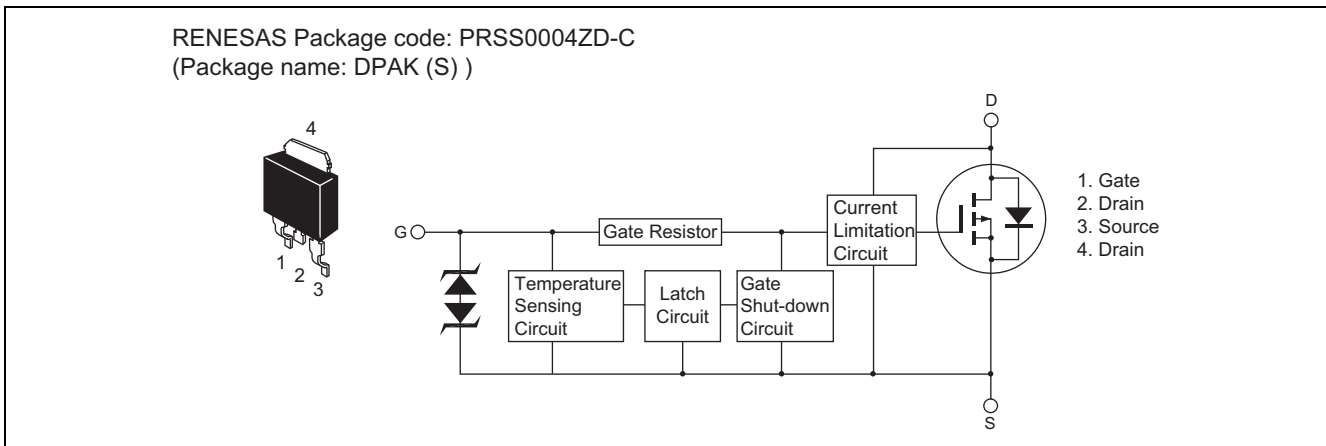 RENESAS Package code: PRSS0004ZD-C
(Package name: DPAK (S) )
4
1
2
3
D
G
Gate Resistor
Current
Limitation
Circuit
Temperature
Sensing
Circuit
Latch
Circuit
Gate
Shut-down
Circuit
S
1. Gate
2. Drain
3. Source
4. Drain